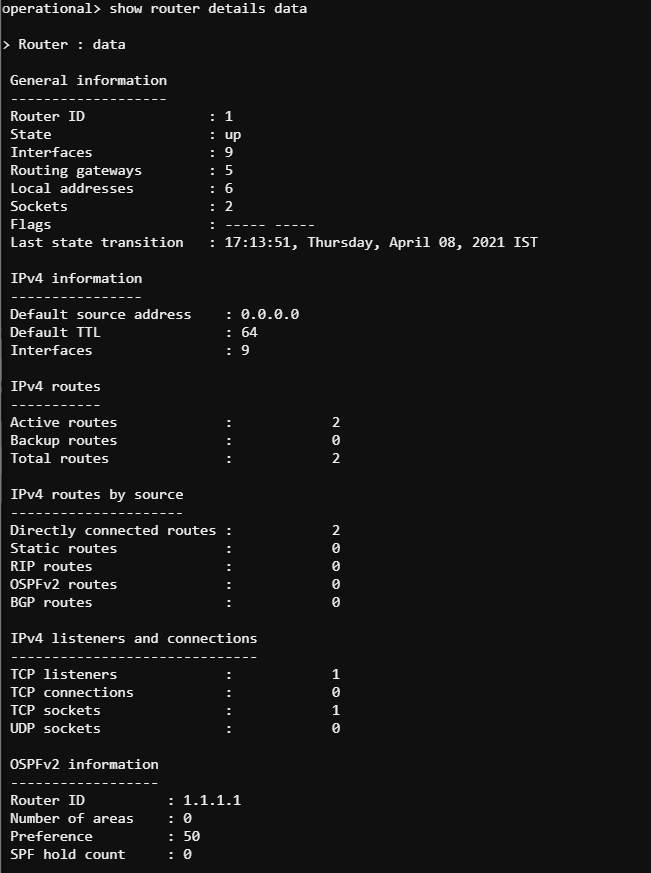 operational> show router details data
> Router : data
General information
-------------------
Router ID : 1
State : up
Interfaces : 9
Routing gateways : 5
Local addresses : 6
Sockets : 2
Flags : ----- -----
Last state transition : 17:13:51, Thursday, April 08, 2021 IST
IPv4 information
----------------
Default source address : 0.0.0.0
Default TTL : 64
Interfaces : 9
IPv4 routes
-----------
Active routes : 2
Backup routes : 0
Total routes : 2
IPv4 routes by source
---------------------
Directly connected routes : 2
Static routes : 0
RIP routes : 0
OSPFv2 routes : 0
BGP routes : 0
IPv4 listeners and connections
------------------------------
TCP listeners : 1
TCP connections : 0
TCP sockets : 1
UDP sockets : 0
OSPFv2 information
------------------
Router ID : 1.1.1.1
Number of areas : 0
Preference : 50
SPF hold count : 0